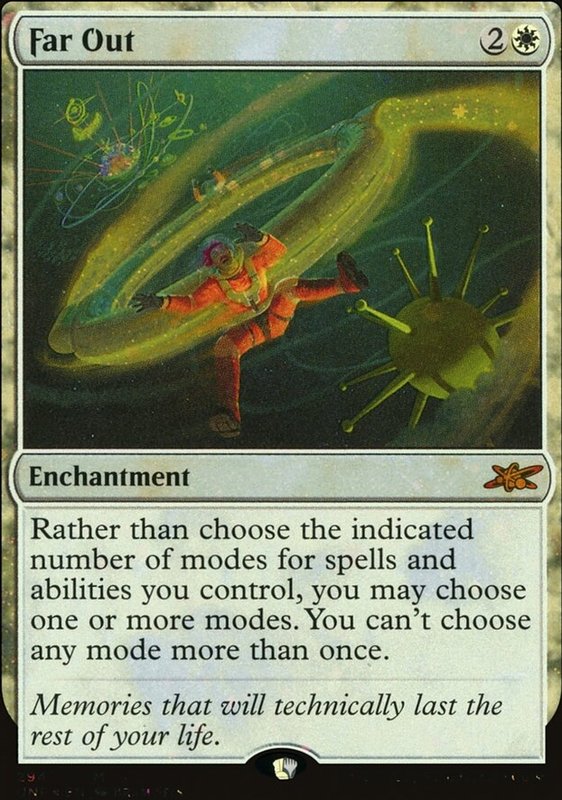 Far Out 2
Enchantment
Rather than choose the indicated
number of modes for spells and
abilities you control, you may choose
one or more modes. You can't choose
any mode more than once.
Memories that will technically last the
rest of your life.